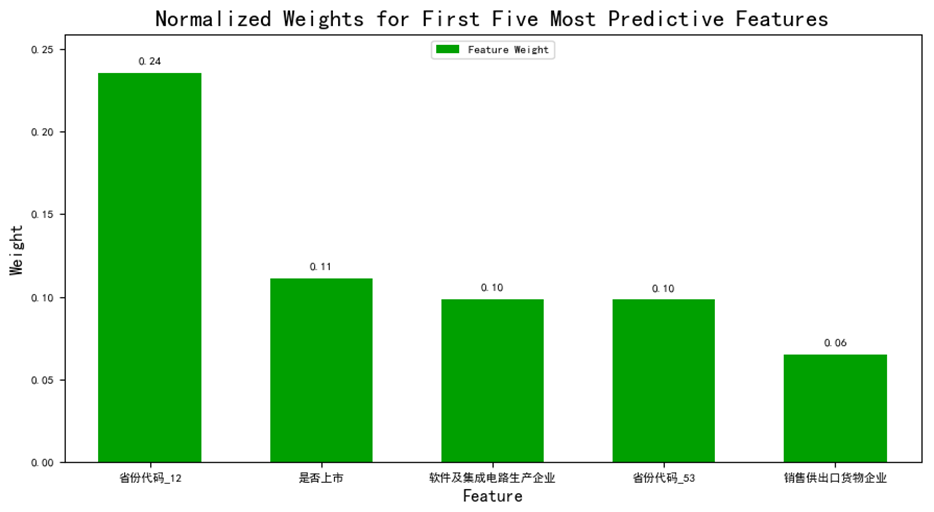 Normalized Weights for First Five Most Predictive Features
Feature Weight
Weight
0.25
0.20
0.15
0.10
0.05
0.00
0.24
0.11
0.10
0.10
0.06
省份代码_12 是否上市 软件及集成电路生产企业 省份代码_53 销售供出口货物企业
Feature